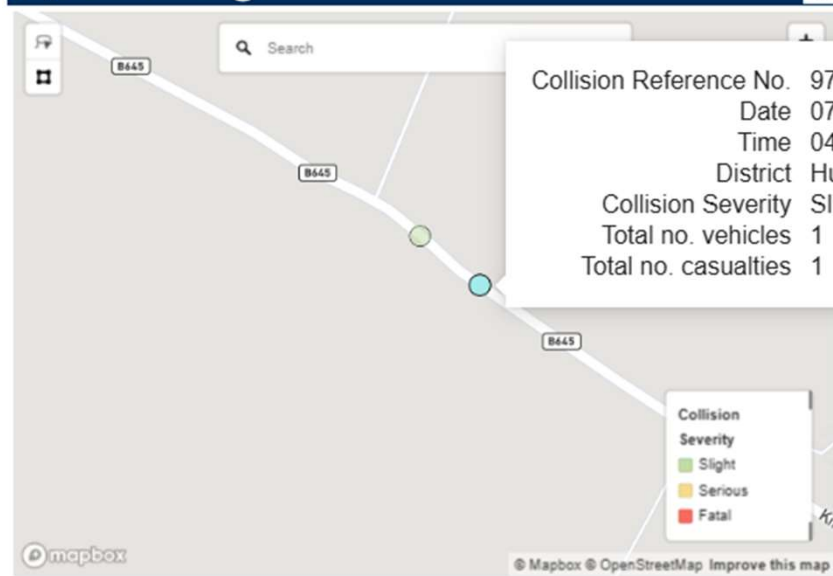 B645
Search
Collision Reference No. 97
Date 07
Time 04
District Hu
Collision Severity Sl
Total no. vehicles 1
Total no. casualties 1
B645
B645
Collision
Severity
Slight
Serious
Fatal
mapbox
© Mapbox © OpenStreetMap Improve this map